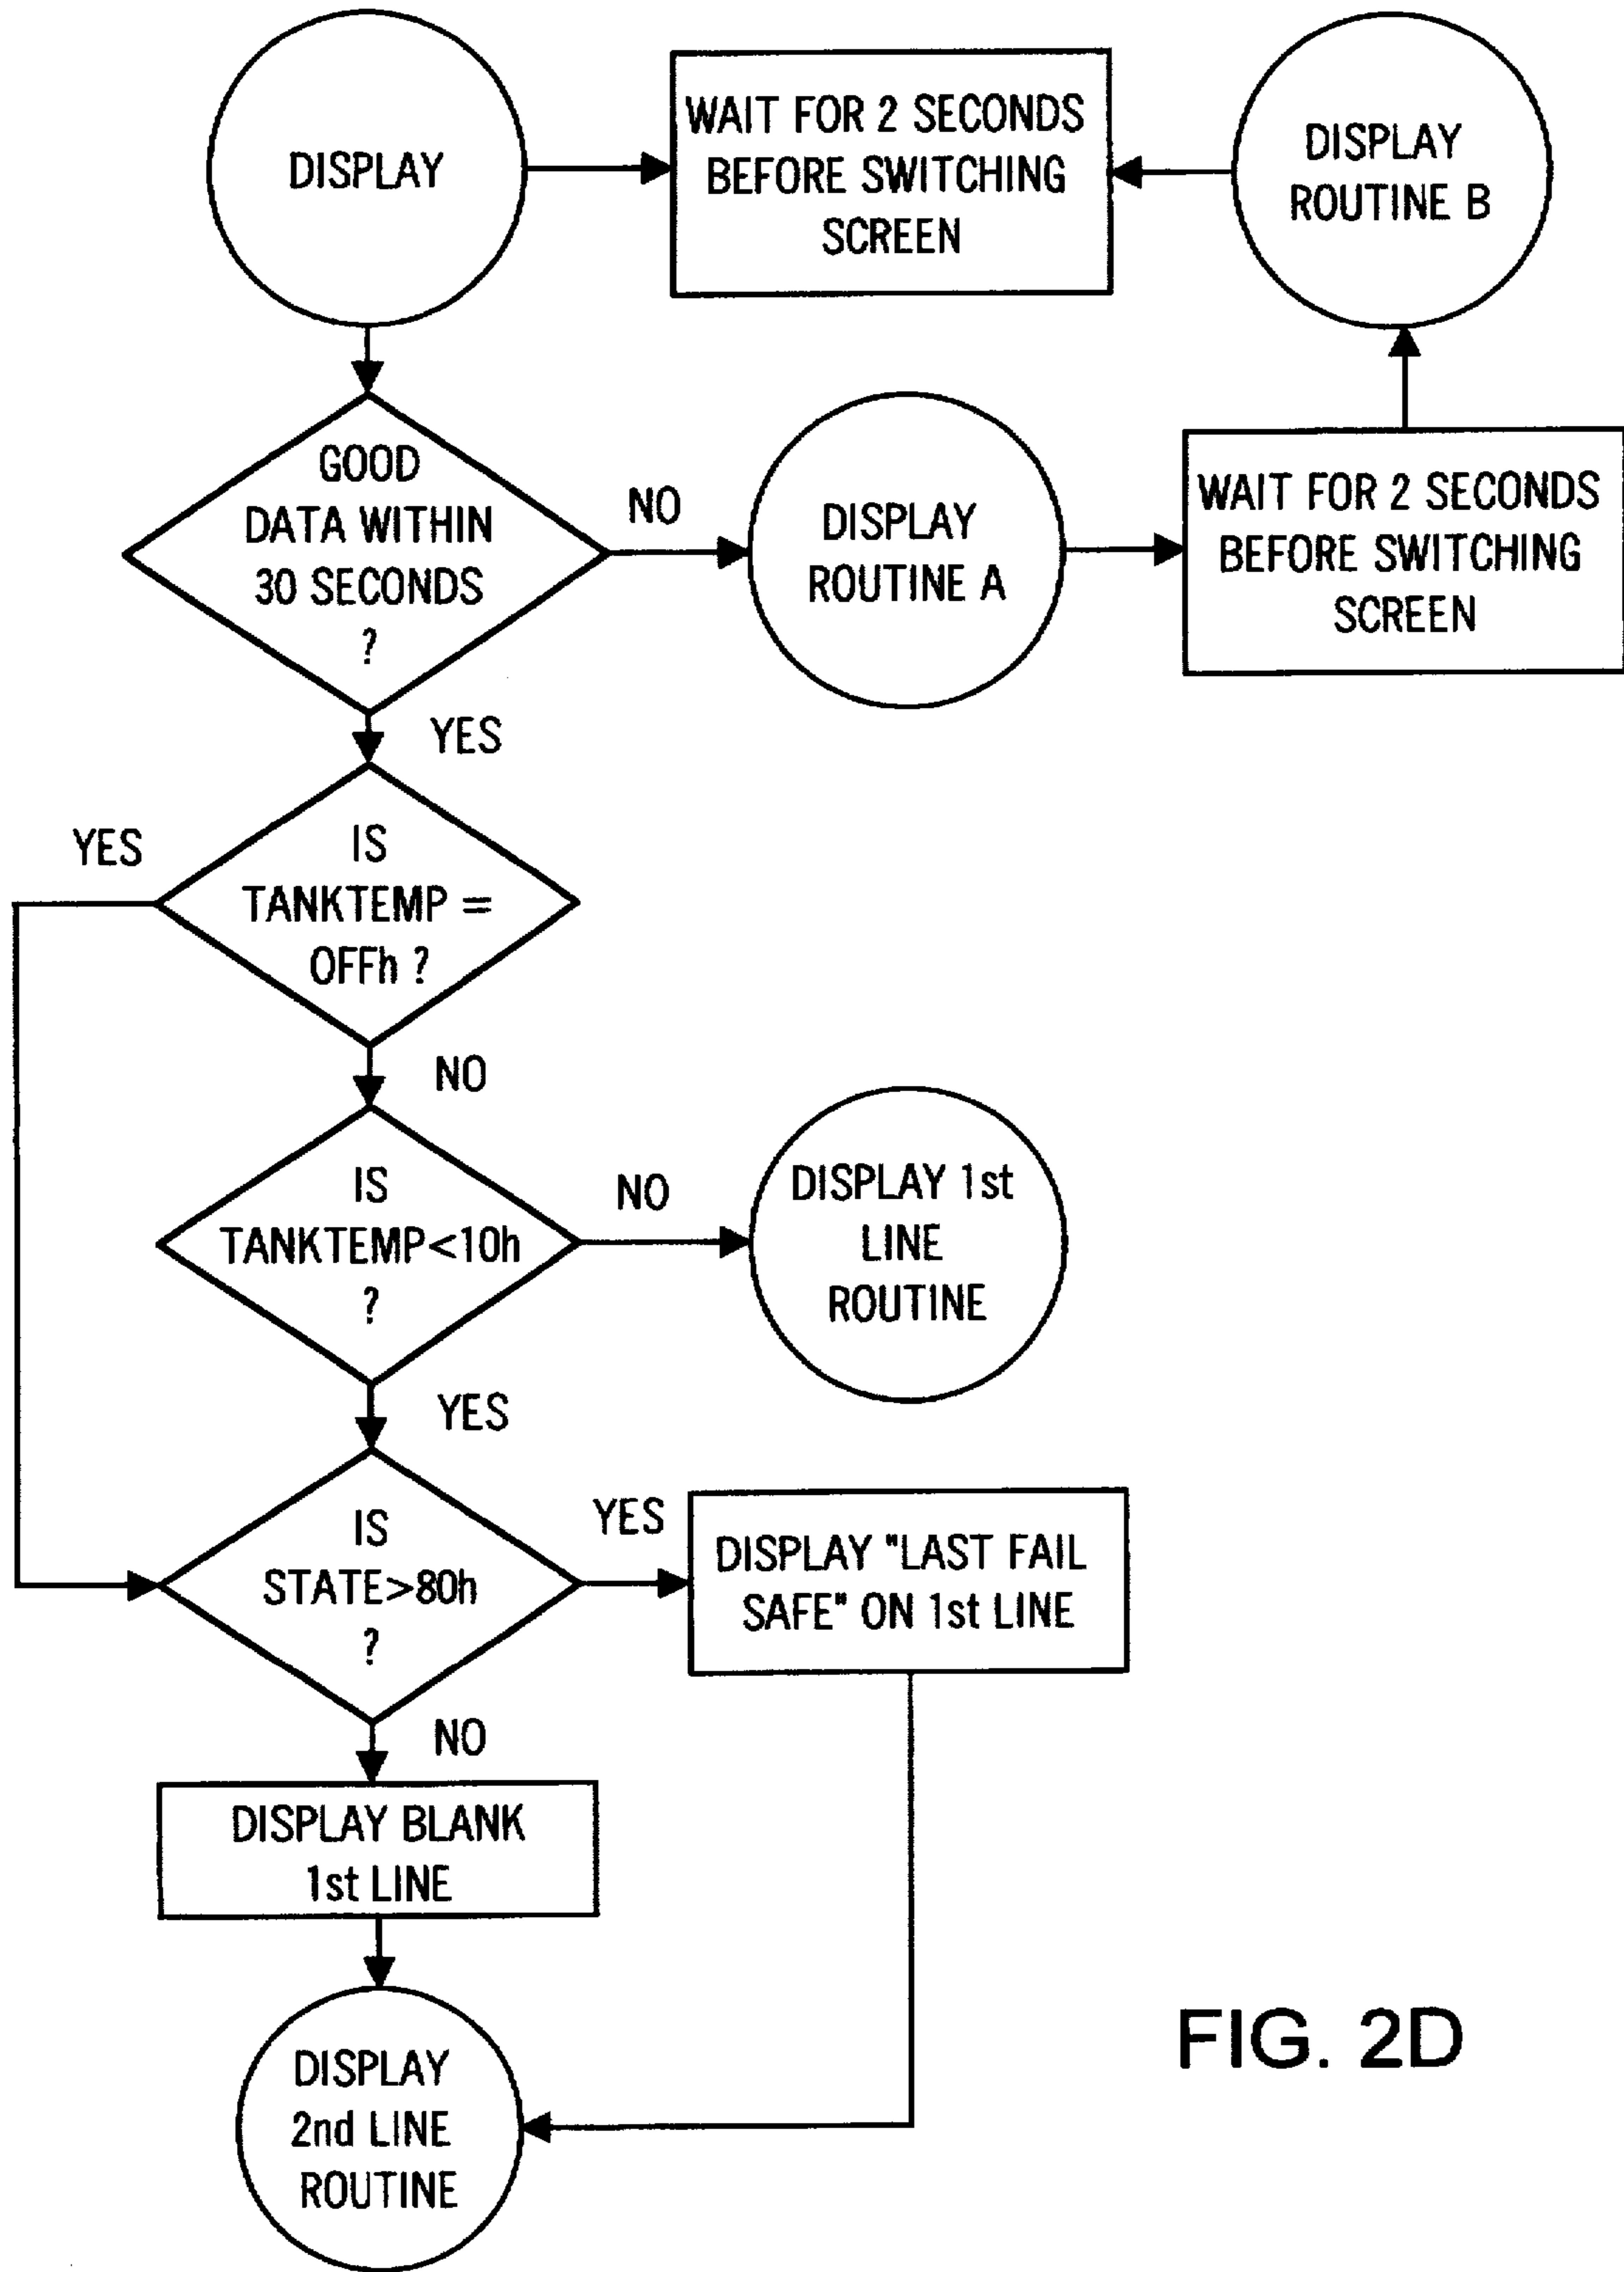 DISPLAY
WAIT FOR 2 SECONDS
BEFORE SWITCHING
SCREEN
DISPLAY
ROUTINE B
GOOD
DATA WITHIN
30 SECONDS
?
NO
DISPLAY
ROUTINE A
WAIT FOR 2 SECONDS
BEFORE SWITCHING
SCREEN
YES
YES
IS
TANKTEMP =
OFFh ?
NO
IS
TANKTEMP<10h
?
NO
DISPLAY 1st
LINE
ROUTINE
YES
IS
STATE>80h
?
YES
DISPLAY "LAST FAIL
SAFE" ON 1st LINE
NO
DISPLAY BLANK
1st LINE
DISPLAY
2nd LINE
ROUTINE
FIG. 2D